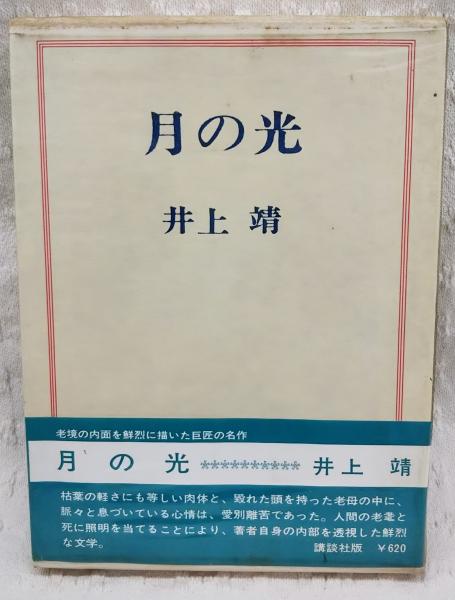 月の光
井上 靖
老境の内面を鮮烈に描いた巨匠の名作
月の光 ********** 井上 靖
枯葉の軽さにも等しい肉体と、毀れた頭を持った老母の中に、
脈々と息づいている心情は、愛別離苦であった。人間の老耄と
死に照明を当てることにより、著者自身の内部を透視した鮮烈
な文学。 講談社版 ¥620